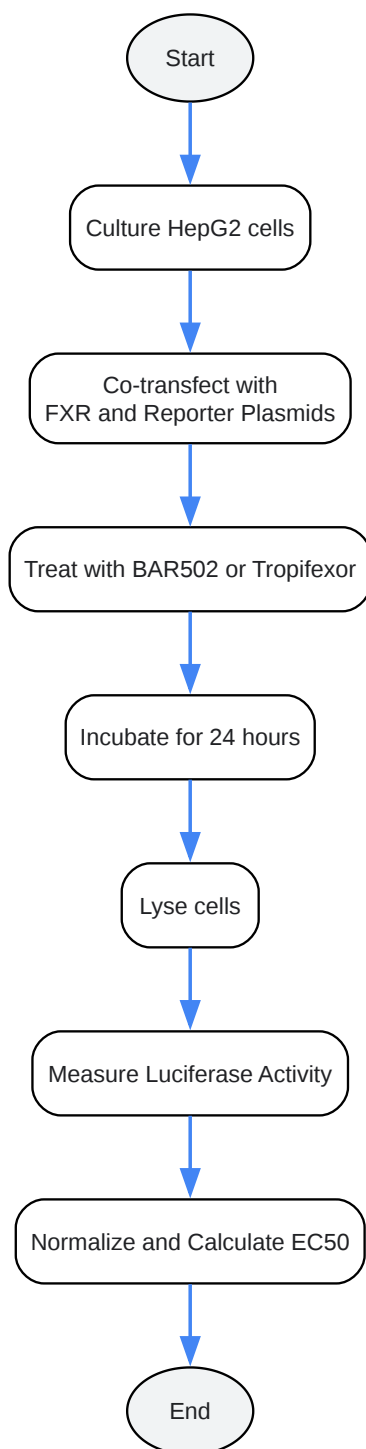 Start
Culture HepG2 cells
Co-transfect with
FXR and Reporter Plasmids
Treat with BAR502 or Tropifexor
Incubate for 24 hours
Lyse cells
Measure Luciferase Activity
Normalize and Calculate EC50
End